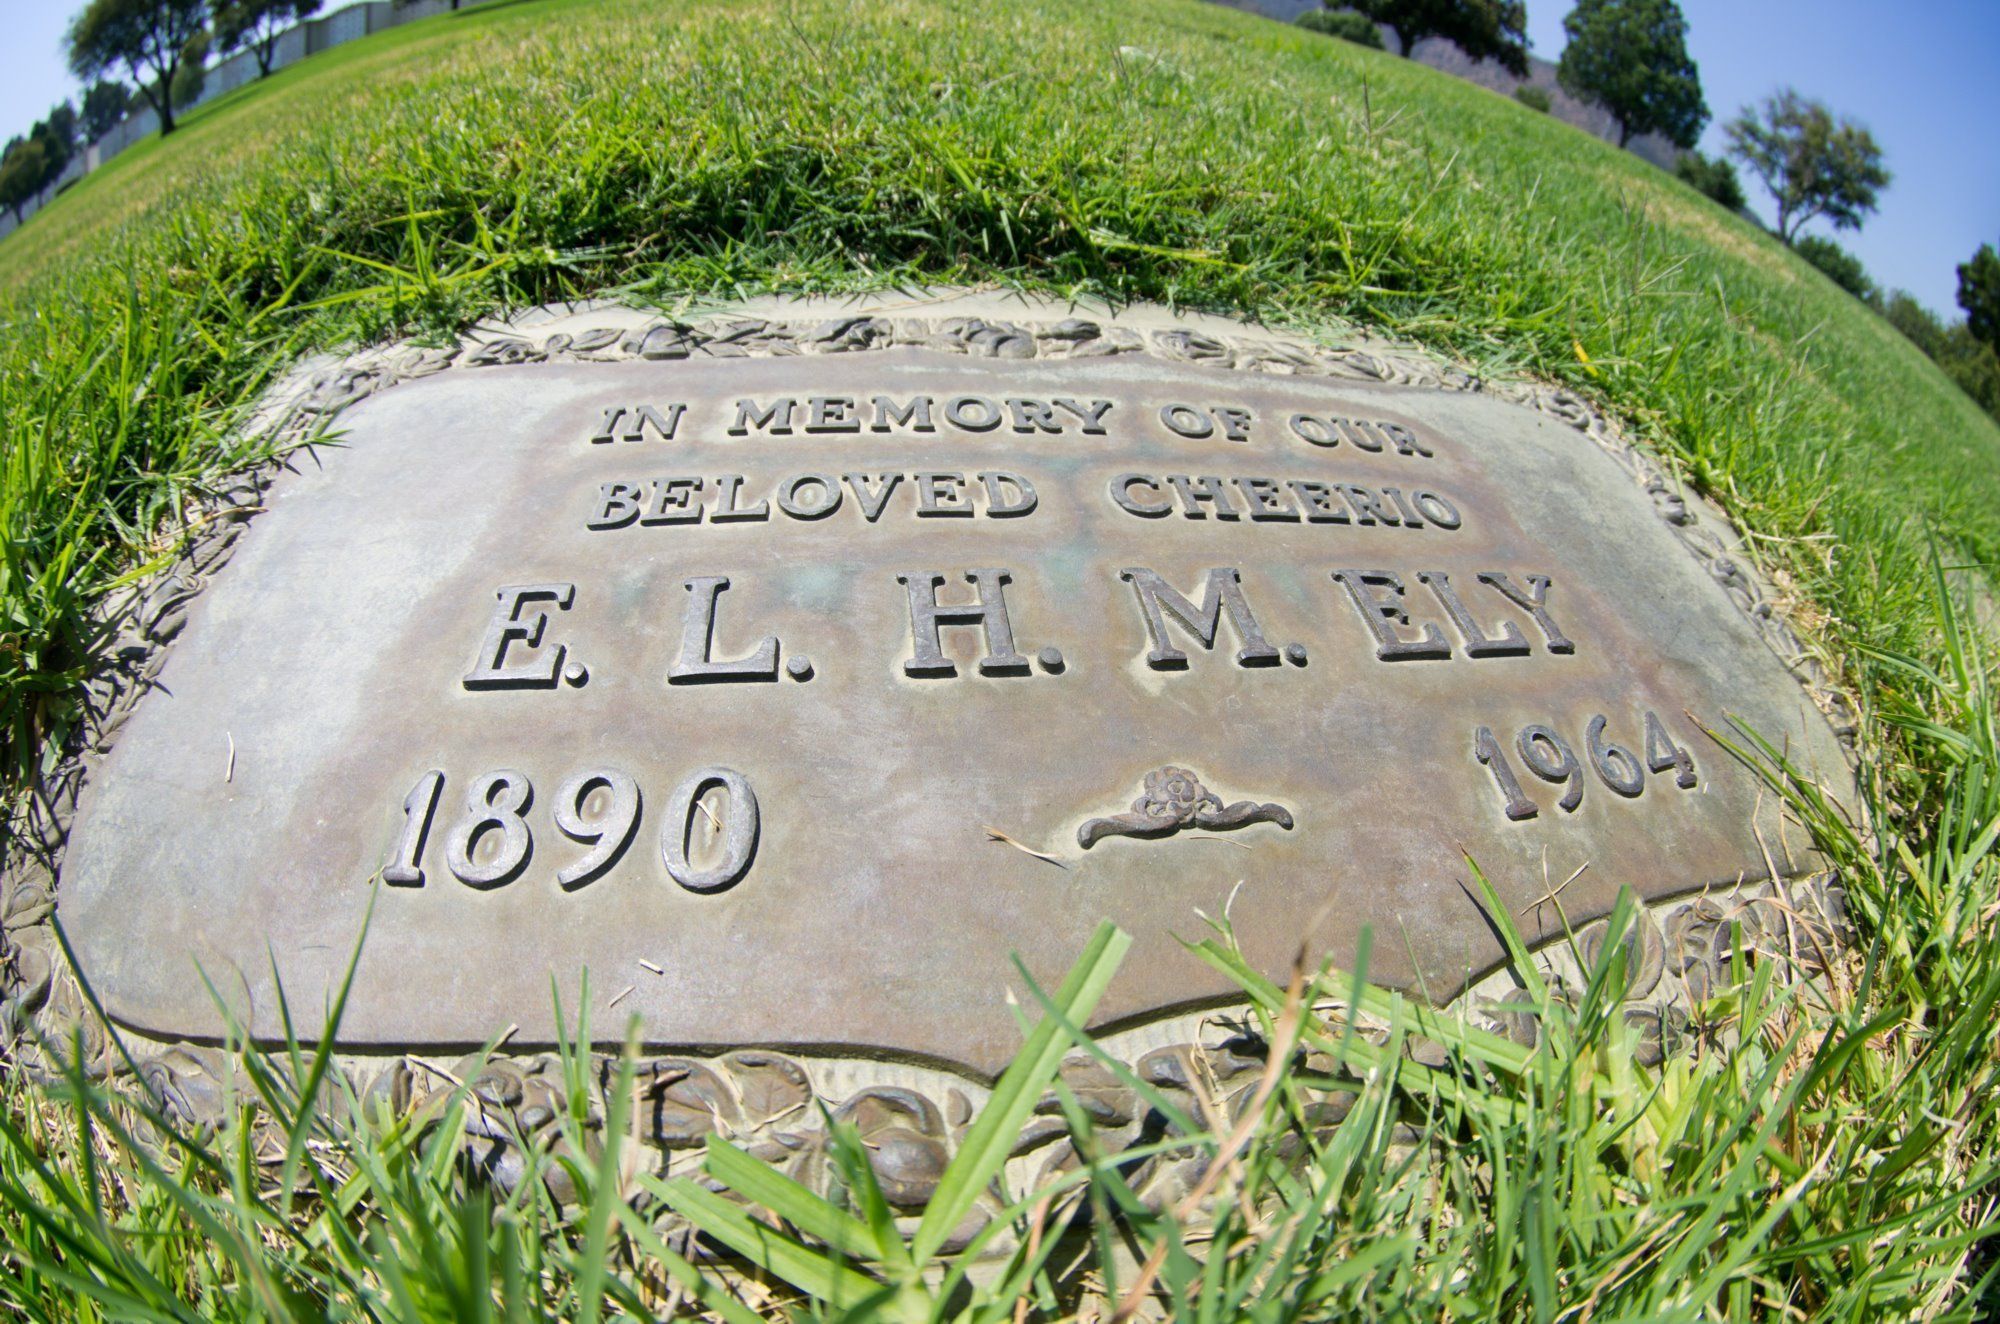 IN MEMORY OF OUR
BELOVED CHEERIO
E. L. H. M. ELY
1890 1964